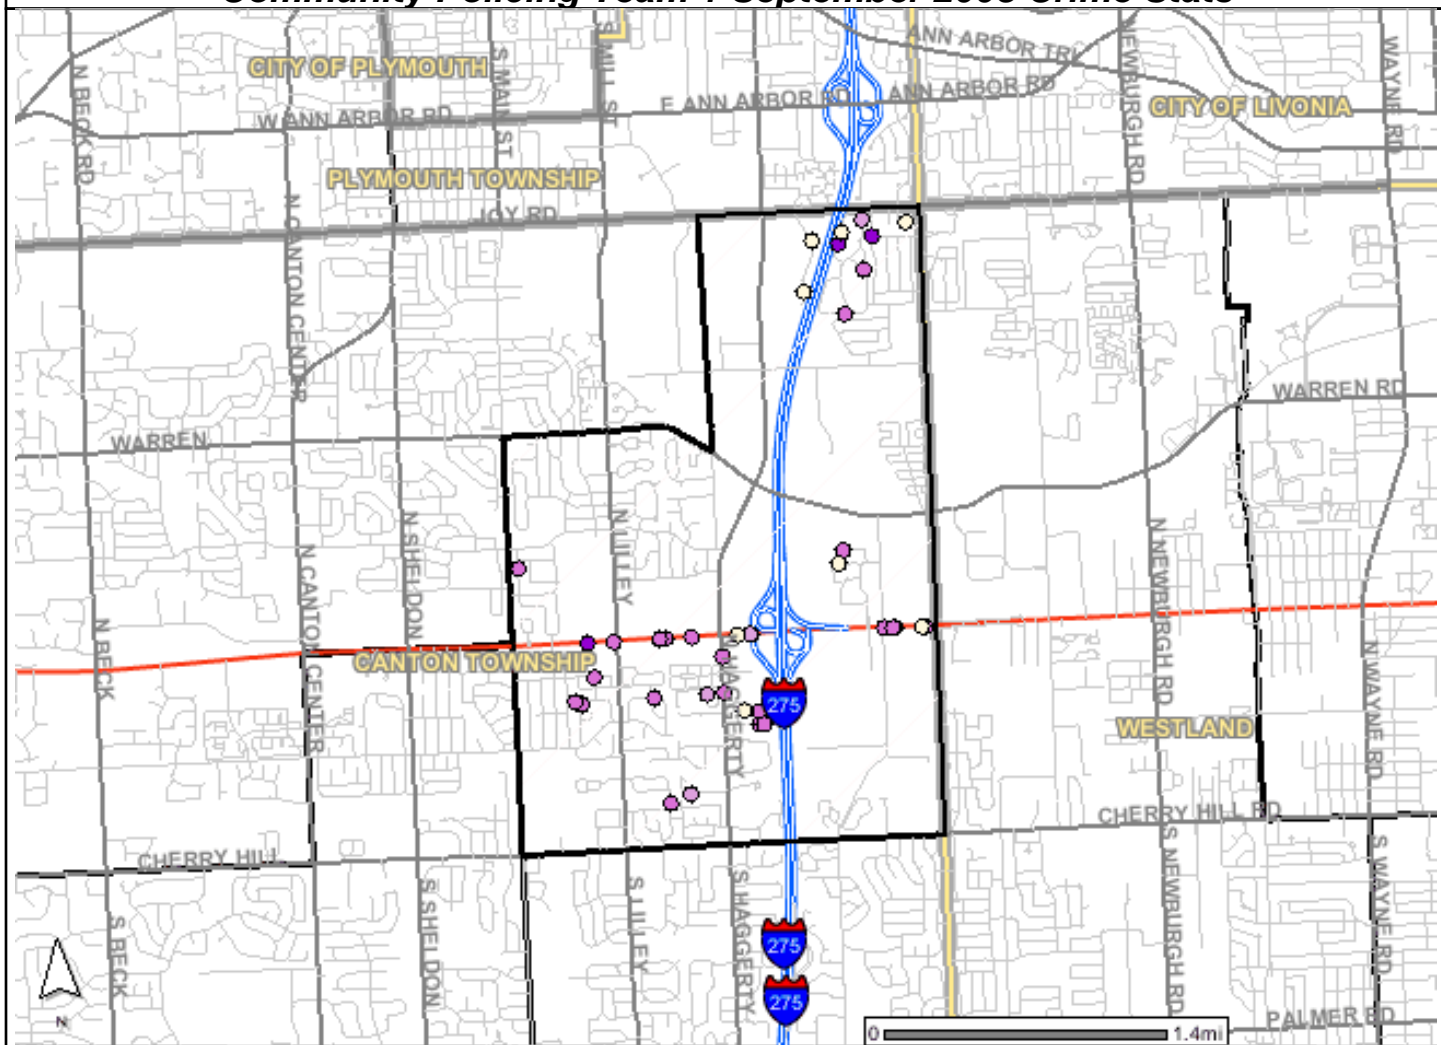 ANN ARBOR TRL
CITY OF PLYMOUTH
S MAIN ST
S MILL ST
N BECK RD
E ANN ARBOR RD
ANN ARBOR RD
NEWBURGH RD
CITY OF LIVONIA
WAYNE RD
W ANN ARBOR RD
PLYMOUTH TOWNSHIP
JOY RD
N CANTON CENTER
WARREN RD
WARREN
N SHELDON
N LILLEY
N NEWBURGH RD
N CANTON CENTER
N BECK
CANTON TOWNSHIP
HAGGERTY
N WAYNE RD
275
WESTLAND
CHERRY HILL RD
CHERRY HILL
S BECK
S SHELDON
S LILLEY
S HAGGERTY
S NEWBURGH RD
S WAYNE RD
275
275
N
0 1.4mi
PALMER RD